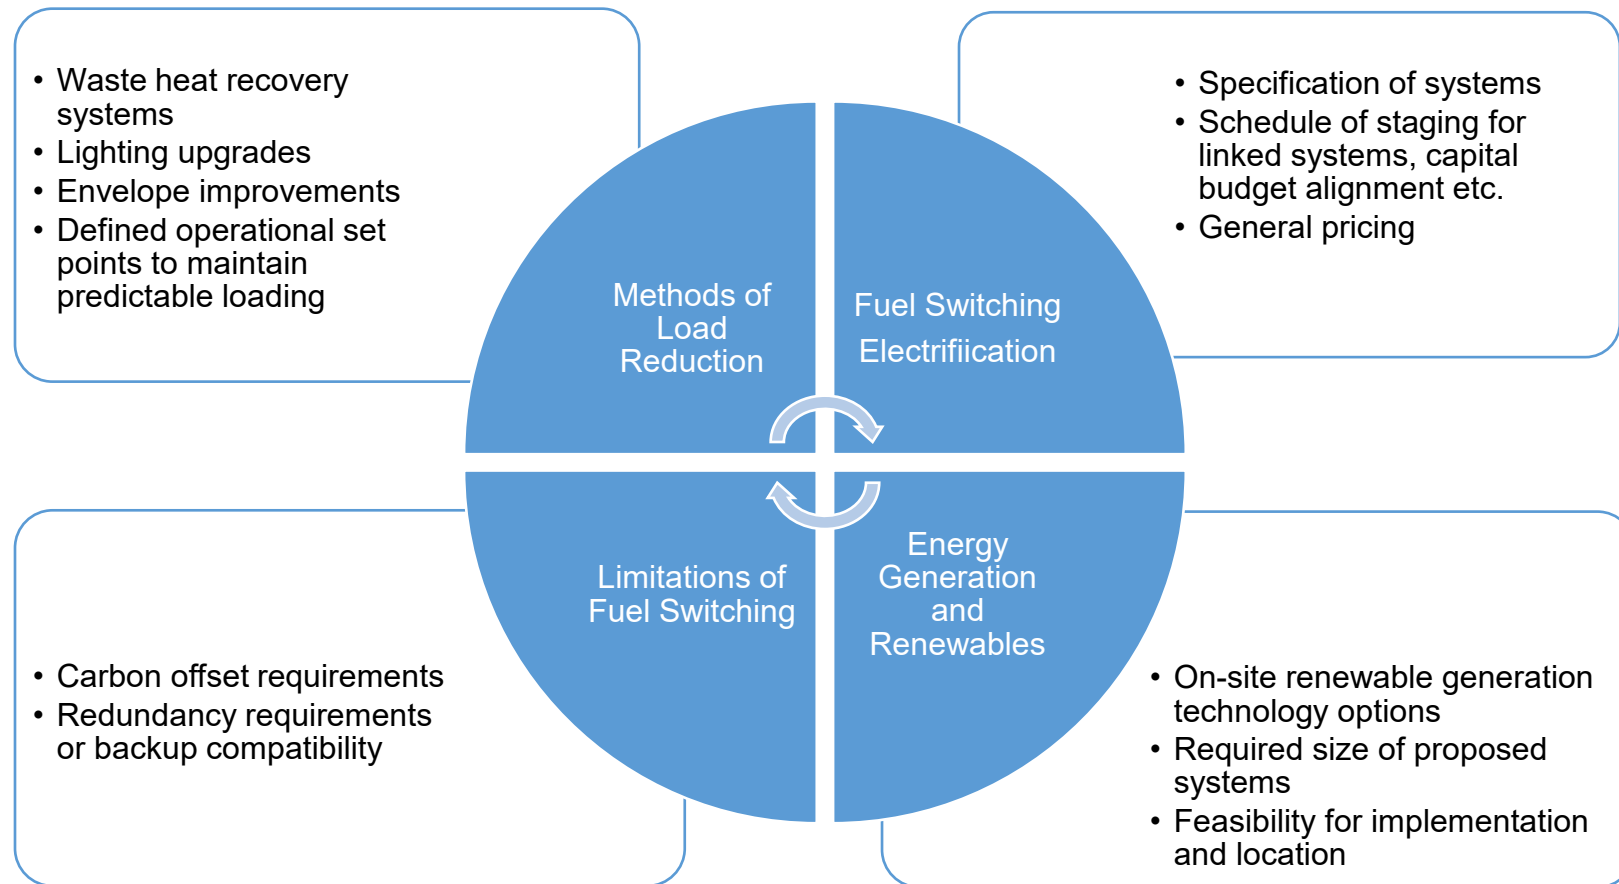 • Waste heat recovery
systems
• Lighting upgrades
• Envelope improvements
• Defined operational set
points to maintain
predictable loading
• Specification of systems
• Schedule of staging for
linked systems, capital
budget alignment etc.
• General pricing
Methods of
Load
Reduction
Fuel Switching
Electrifiication
Limitations of
Fuel Switching
Energy
Generation
and
Renewables
• Carbon offset requirements
• Redundancy requirements
or backup compatibility
• On-site renewable generation
technology options
• Required size of proposed
systems
• Feasibility for implementation
and location